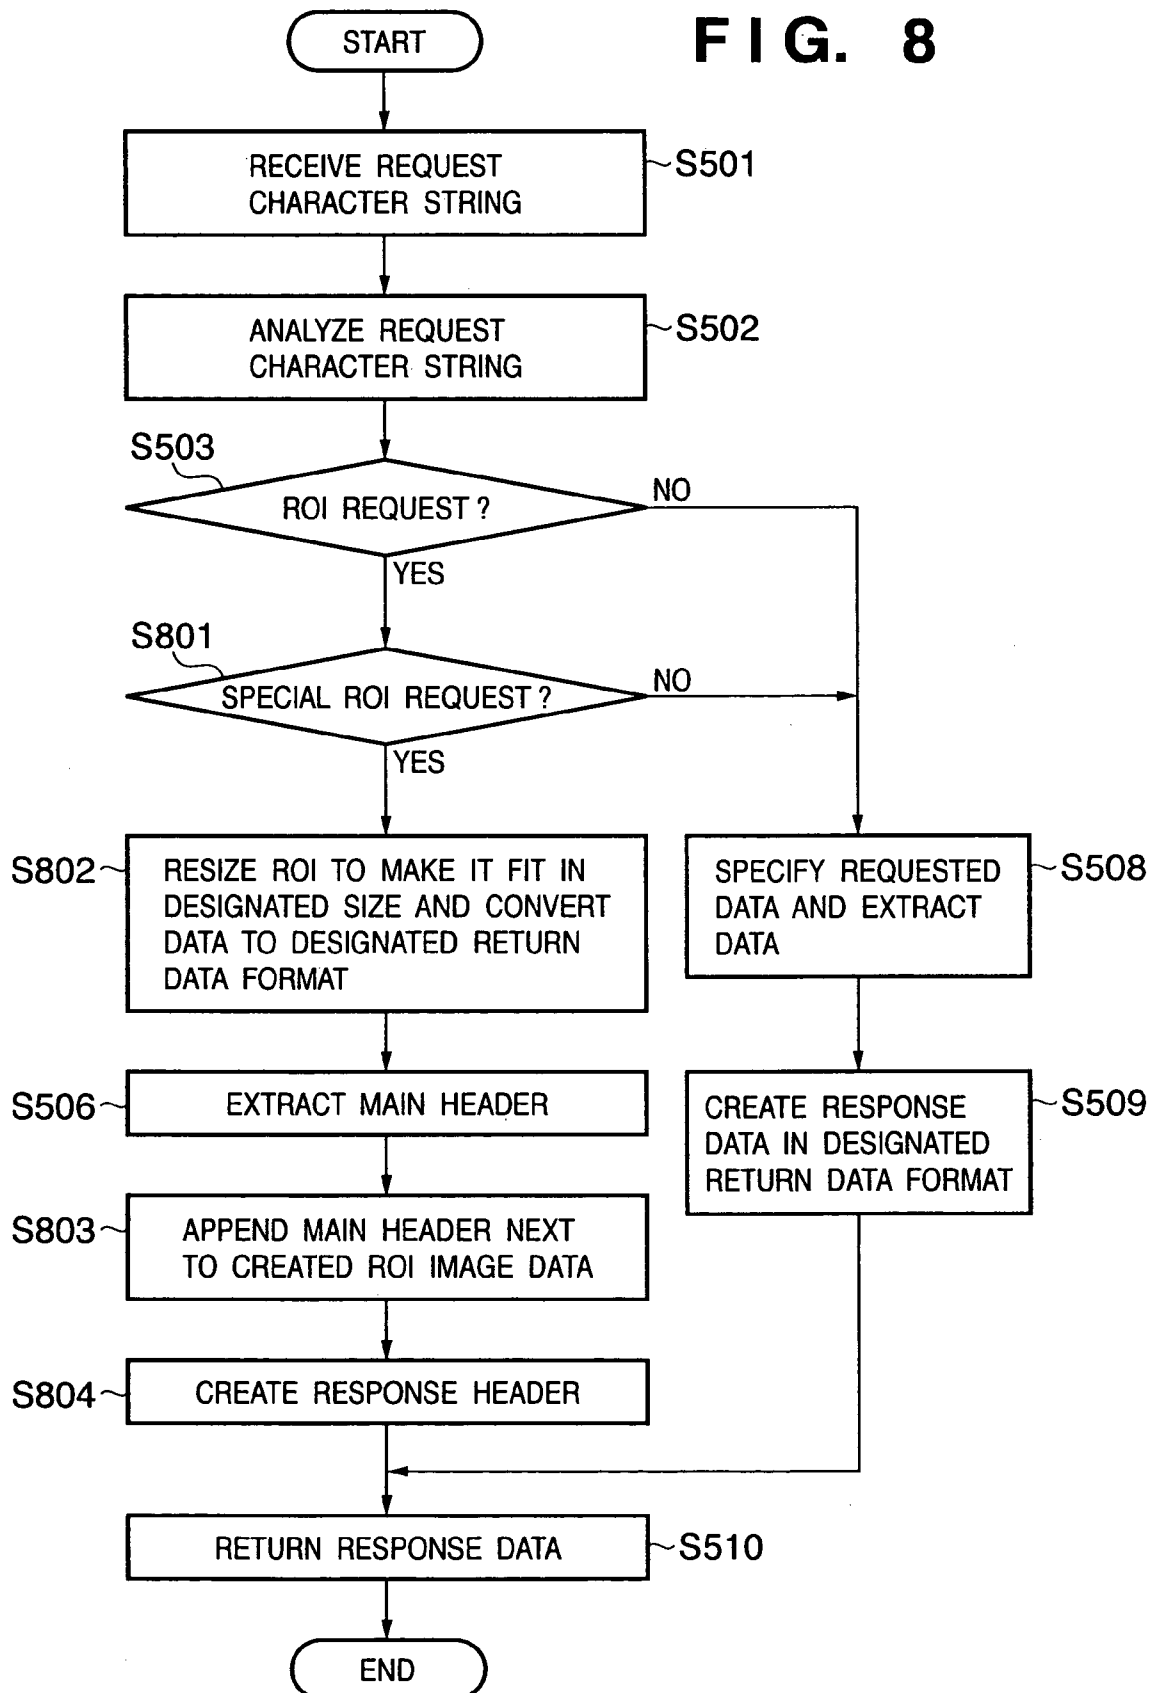 FIG. 8
START
RECEIVE REQUEST
CHARACTER STRING
S501
ANALYZE REQUEST
CHARACTER STRING
S502
S503
ROI REQUEST?
NO
YES
S801
SPECIAL ROI REQUEST?
NO
YES
S802
RESIZE ROI TO MAKE IT FIT IN
DESIGNATED SIZE AND CONVERT
DATA TO DESIGNATED RETURN
DATA FORMAT
SPECIFY REQUESTED
DATA AND EXTRACT
DATA
S508
S506
EXTRACT MAIN HEADER
CREATE RESPONSE
DATA IN DESIGNATED
RETURN DATA FORMAT
S509
S803
APPEND MAIN HEADER NEXT
TO CREATED ROI IMAGE DATA
S804
CREATE RESPONSE HEADER
RETURN RESPONSE DATA
S510
END